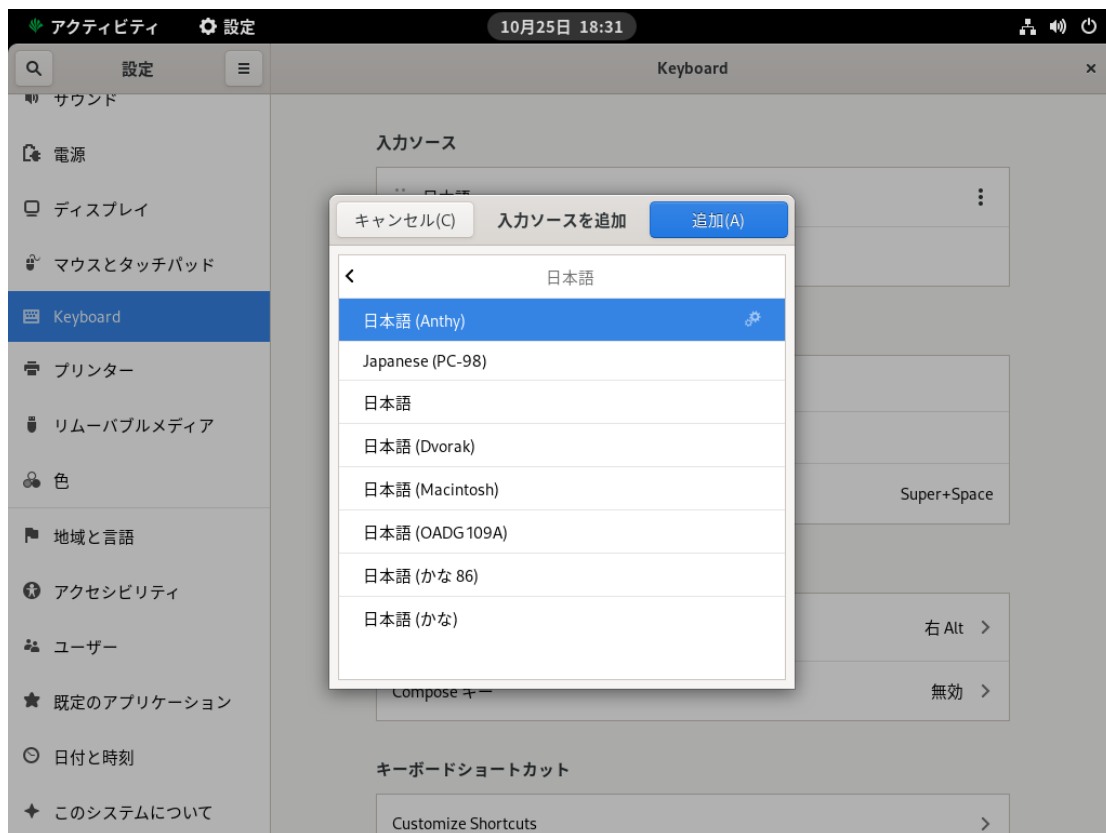 アクティビティ 設定 10月25日 18:31
設定 Keyboard
サウンド
電源
ディスプレイ
マウスとタッチパッド
Keyboard
プリンター
リムーバブルメディア
色
地域と言語
アクセシビリティ
ユーザー
既定のアプリケーション
日付と時刻
このシステムについて
入力ソース
日本語
キャンセル(C) 入力ソースを追加 追加(A)
日本語
日本語 (Anthy)
Japanese (PC-98)
日本語
日本語 (Dvorak)
日本語 (Macintosh)
日本語 (OADG 109A)
日本語 (かな 86)
日本語 (かな)
Super+Space
右 Alt
Compose キー 無効
キーボードショートカット
Customize Shortcuts